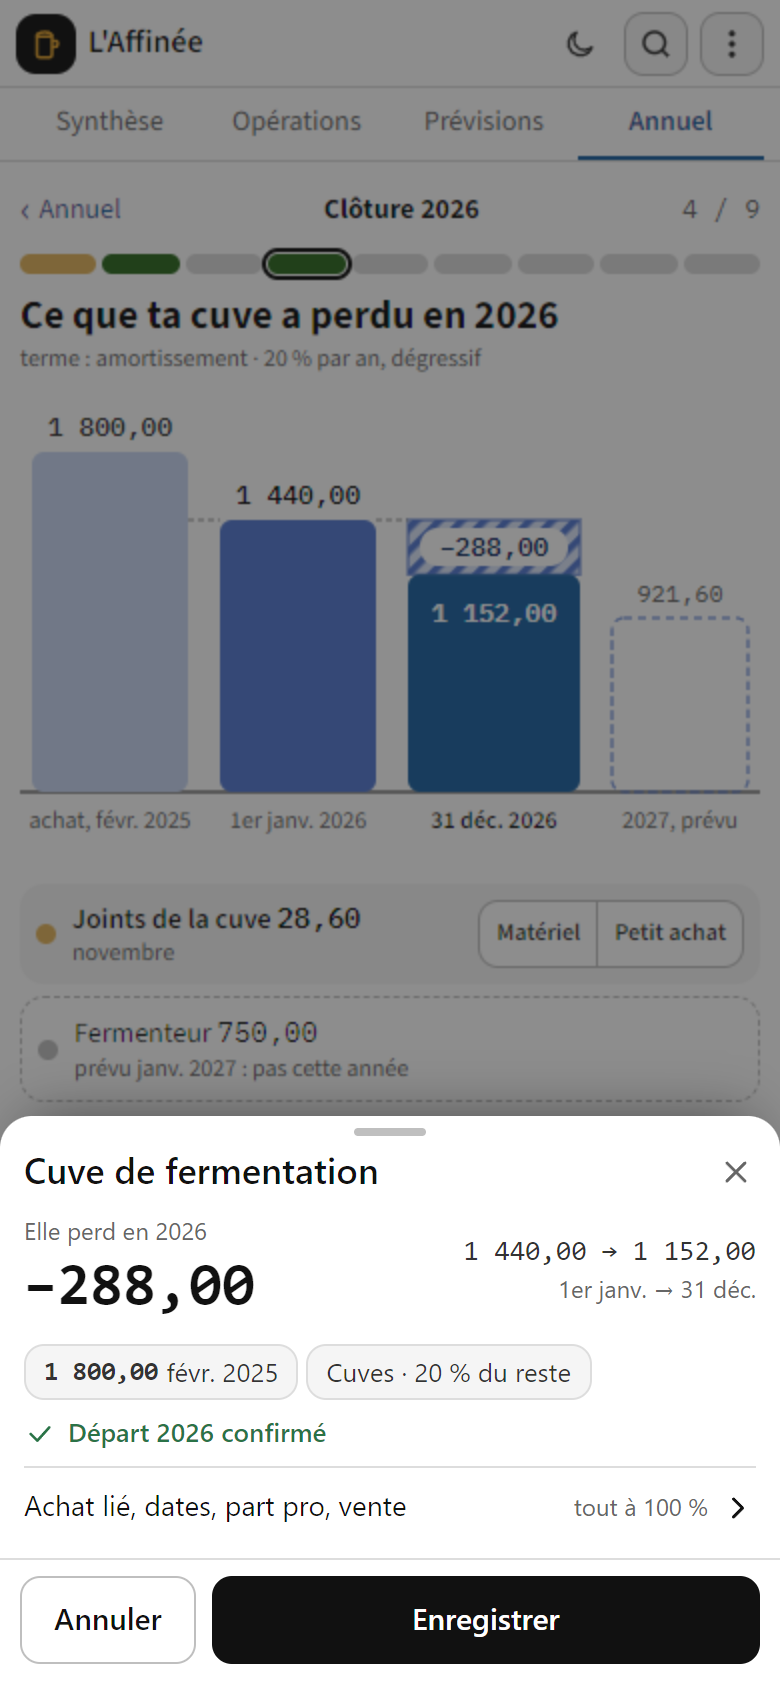 L'Affinée
Synthèse Opérations Prévisions Annuel
‹ Annuel Clôture 2026 4 / 9
Ce que ta cuve a perdu en 2026
terme : amortissement · 20 % par an, dégressif
1 800,00
1 440,00
−288,00
1 152,00
921,60
achat, févr. 2025 1er janv. 2026 31 déc. 2026 2027, prévu
Joints de la cuve 28,60
novembre
Matériel Petit achat
Fermenteur 750,00
prévu janv. 2027 : pas cette année
Cuve de fermentation
Elle perd en 2026
−288,00
1 440,00 → 1 152,00
1er janv. → 31 déc.
1 800,00 févr. 2025 Cuves · 20 % du reste
Départ 2026 confirmé
Achat lié, dates, part pro, vente tout à 100 %
Annuler Enregistrer